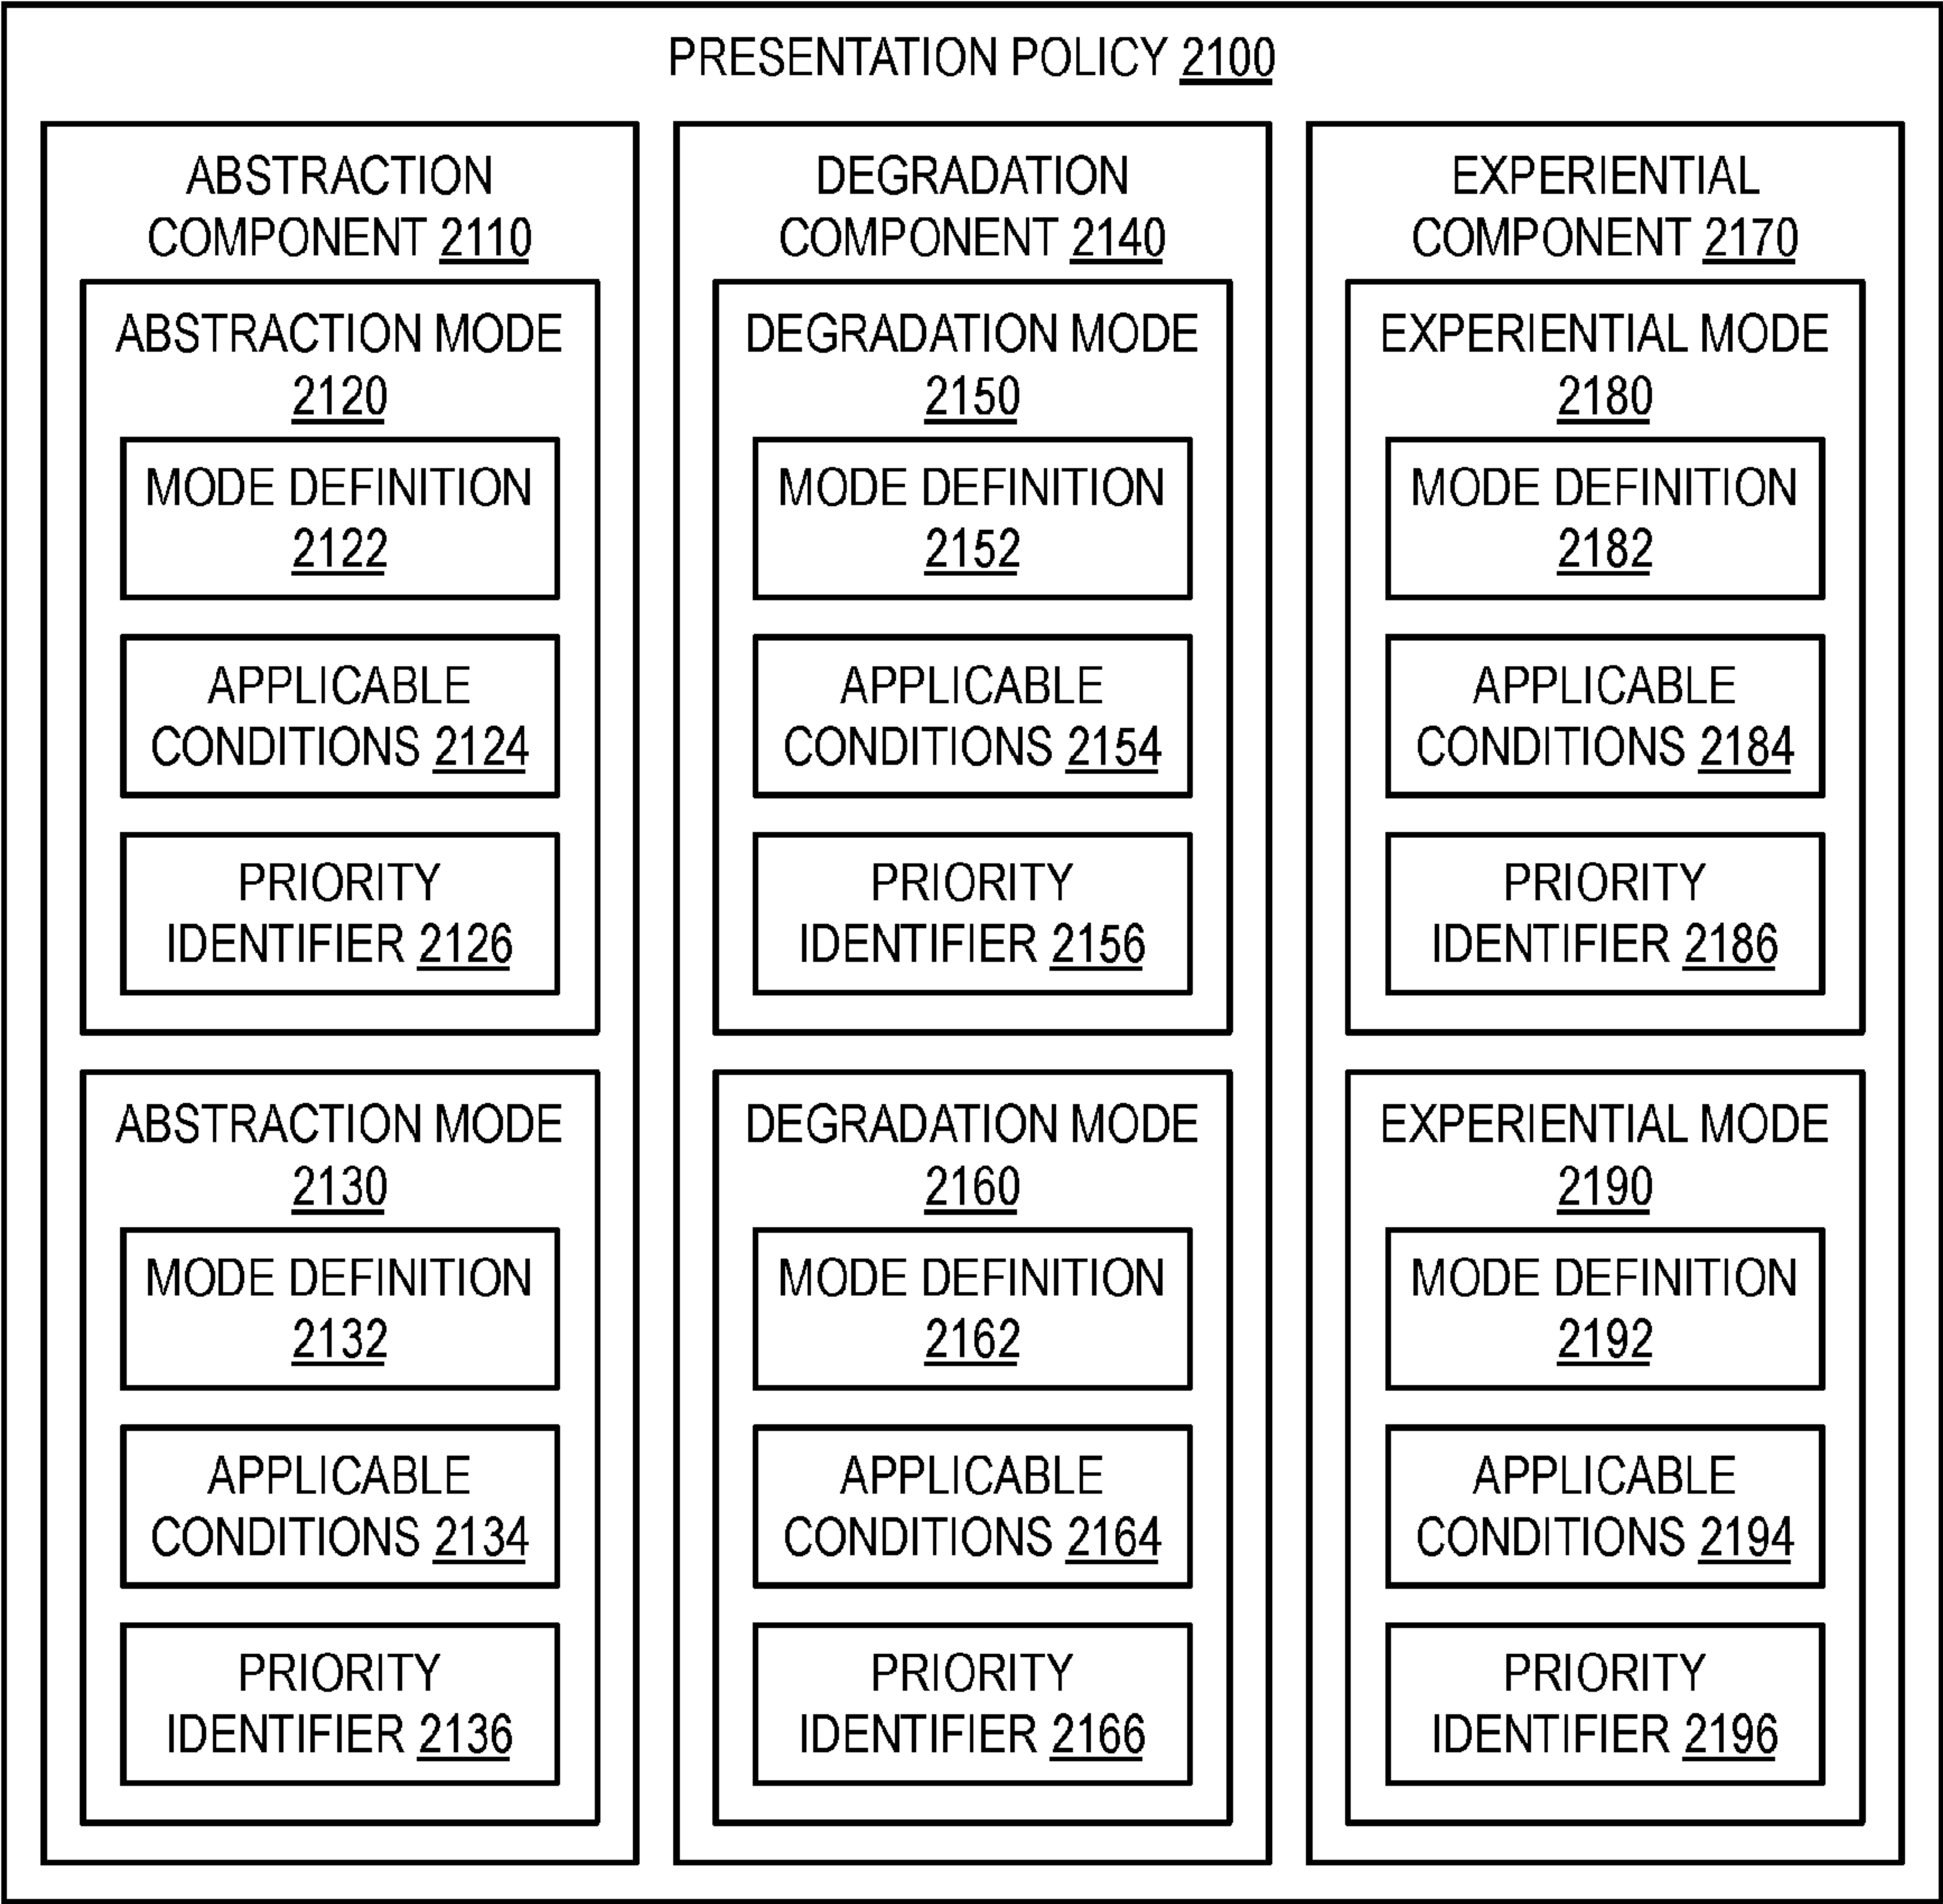 PRESENTATION POLICY 2100
ABSTRACTION
COMPONENT 2110
ABSTRACTION MODE
2120
MODE DEFINITION
2122
APPLICABLE
CONDITIONS 2124
PRIORITY
IDENTIFIER 2126
ABSTRACTION MODE
2130
MODE DEFINITION
2132
APPLICABLE
CONDITIONS 2134
PRIORITY
IDENTIFIER 2136
DEGRADATION
COMPONENT 2140
DEGRADATION MODE
2150
MODE DEFINITION
2152
APPLICABLE
CONDITIONS 2154
PRIORITY
IDENTIFIER 2156
DEGRADATION MODE
2160
MODE DEFINITION
2162
APPLICABLE
CONDITIONS 2164
PRIORITY
IDENTIFIER 2166
EXPERIENTIAL
COMPONENT 2170
EXPERIENTIAL MODE
2180
MODE DEFINITION
2182
APPLICABLE
CONDITIONS 2184
PRIORITY
IDENTIFIER 2186
EXPERIENTIAL MODE
2190
MODE DEFINITION
2192
APPLICABLE
CONDITIONS 2194
PRIORITY
IDENTIFIER 2196